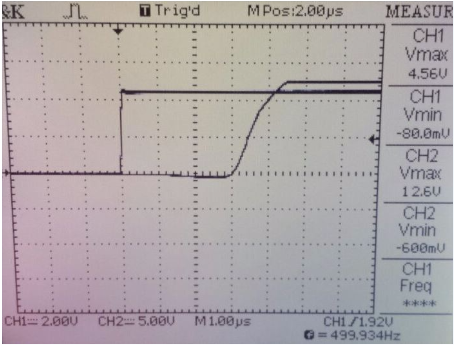 &K T Trig'd M Pos:2.00µs MEASUR
CH1
Vmax
4.56V
CH1
Vmin
-80.0mV
CH2
Vmax
12.6V
CH2
Vmin
-600mV
CH1
Freq
****
CH1 2.00V CH2 5.00V M 1.00µs CH1 / 1.92V
= 499.934Hz